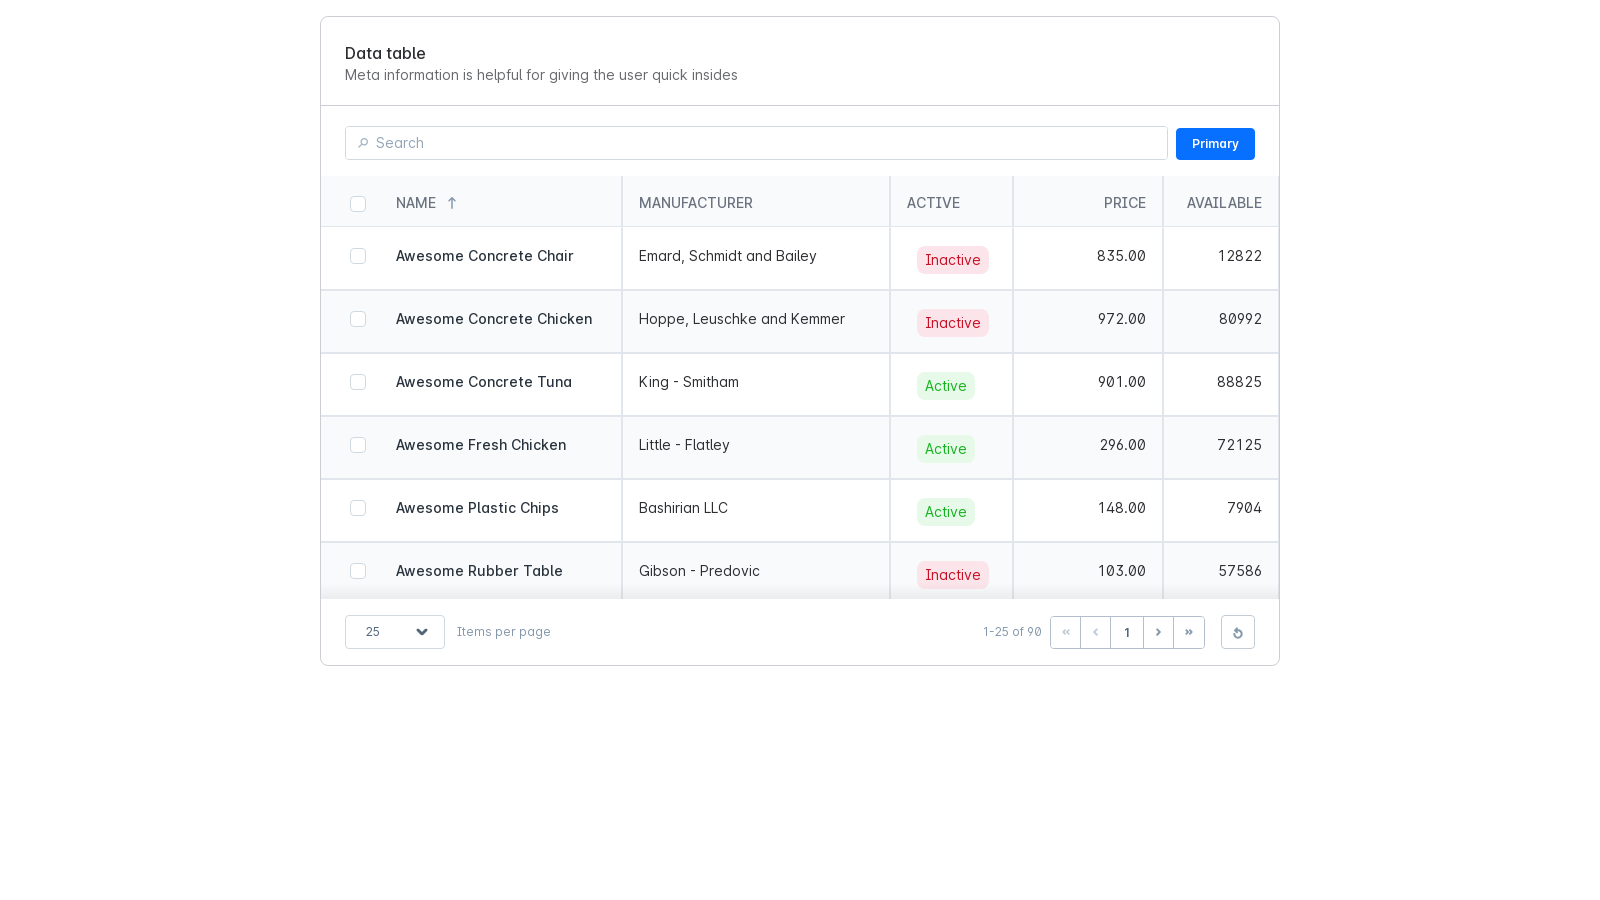 Data table
Meta information is helpful for giving the user quick insides
Search
Primary
NAME MANUFACTURER ACTIVE PRICE AVAILABLE
Awesome Concrete Chair Emard, Schmidt and Bailey Inactive 835.00 12822
Awesome Concrete Chicken Hoppe, Leuschke and Kemmer Inactive 972.00 80992
Awesome Concrete Tuna King - Smitham Active 901.00 88825
Awesome Fresh Chicken Little - Flatley Active 296.00 72125
Awesome Plastic Chips Bashirian LLC Active 148.00 7904
Awesome Rubber Table Gibson - Predovic Inactive 103.00 57586
25 Items per page 1-25 of 90 « ‹ 1 › »